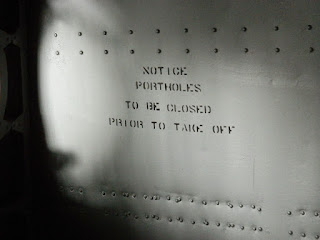 NOTICE
PORTHOLES
TO BE CLOSED
PRIOR TO TAKE OFF